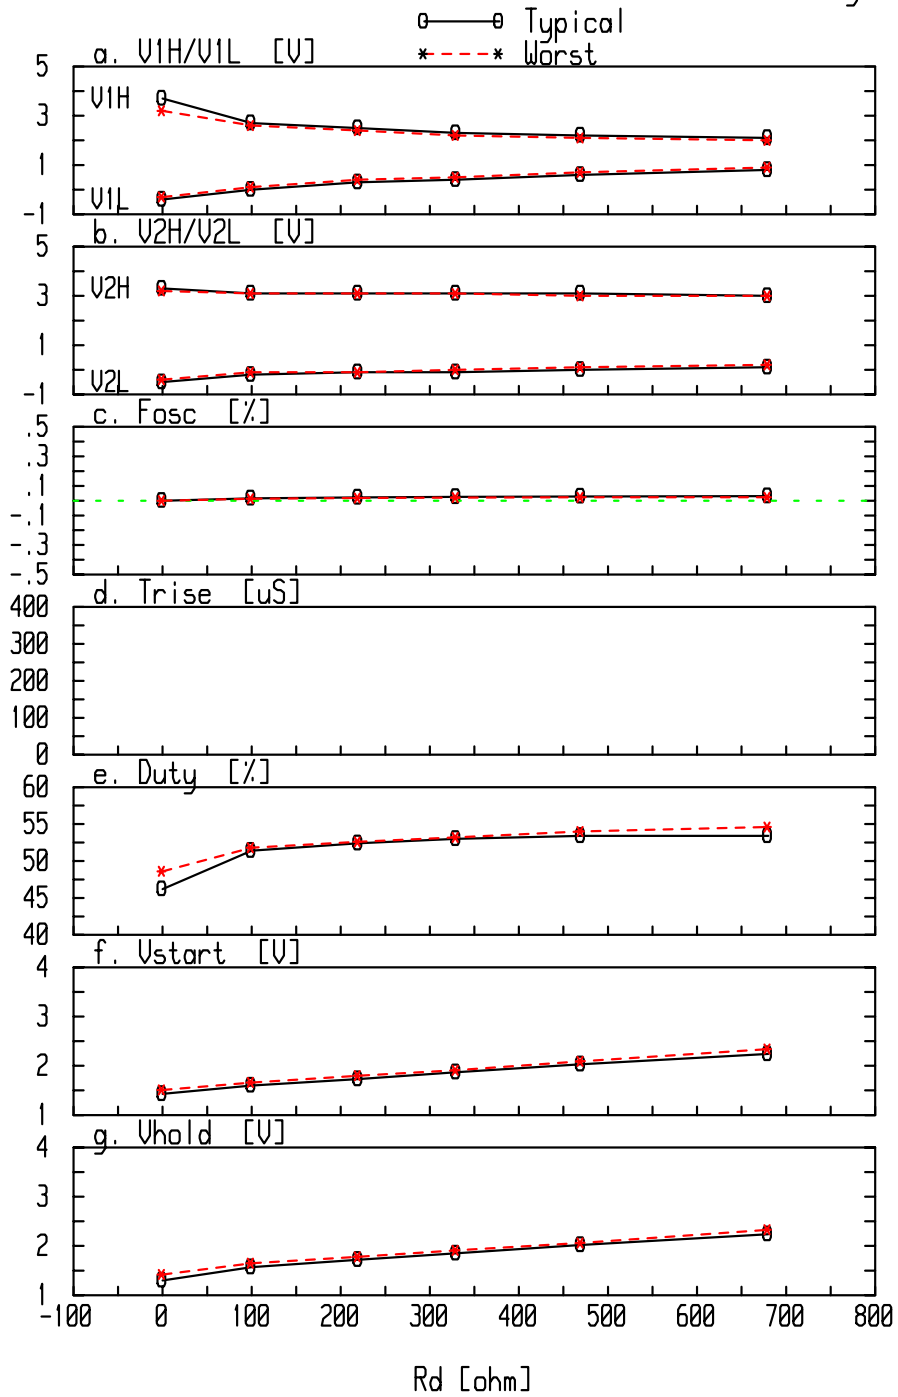 Typical
Worst
a. V1H/V1L [V]
5
3
1
-1
V1H
V1L
b. V2H/V2L [V]
5
3
1
-1
V2H
V2L
c. Fosc [%]
.5
.3
.1
-.1
-.3
-.5
d. Trise [uS]
400
300
200
100
0
e. Duty [%]
60
55
50
45
40
f. Vstart [V]
4
3
2
1
g. Vhold [V]
4
3
2
1
-100 0 100 200 300 400 500 600 700 800
Rd [ohm]